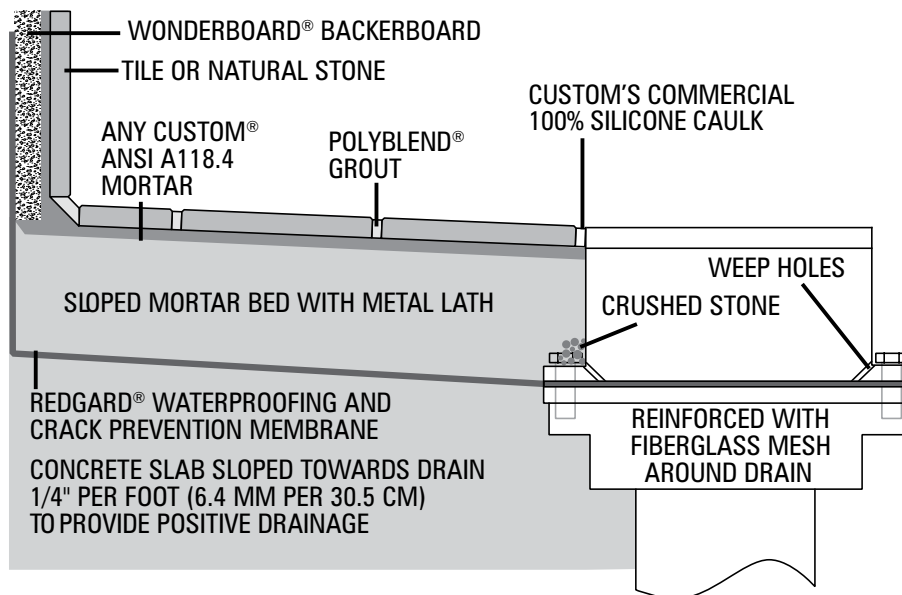 WONDERBOARD® BACKERBOARD
TILE OR NATURAL STONE
ANY CUSTOM®
ANSI A118.4
MORTAR
POLYBLEND®
GROUT
CUSTOM'S COMMERCIAL
100% SILICONE CAULK
WEEP HOLES
CRUSHED STONE
SLOPED MORTAR BED WITH METAL LATH
REDGARD® WATERPROOFING AND
CRACK PREVENTION MEMBRANE
CONCRETE SLAB SLOPED TOWARDS DRAIN
1/4" PER FOOT (6.4 MM PER 30.5 CM)
TO PROVIDE POSITIVE DRAINAGE
REINFORCED WITH
FIBERGLASS MESH
AROUND DRAIN